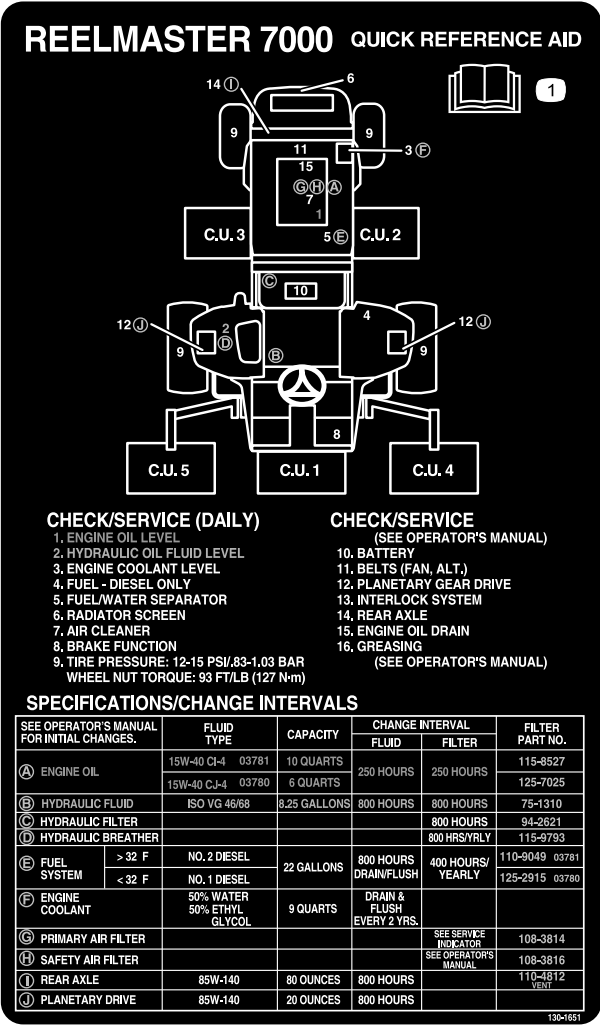 REELMASTER 7000 QUICK REFERENCE AID
1
6
14 I
9
9
3 F
11
15
G H A
7
1
C.U. 3
5 E
C.U. 2
C
10
4
12 J
2
D
12 J
9
B
9
8
C.U. 5
C.U. 1
C.U. 4
CHECK/SERVICE (DAILY)
1. ENGINE OIL LEVEL
2. HYDRAULIC OIL FLUID LEVEL
3. ENGINE COOLANT LEVEL
4. FUEL - DIESEL ONLY
5. FUEL/WATER SEPARATOR
6. RADIATOR SCREEN
7. AIR CLEANER
8. BRAKE FUNCTION
9. TIRE PRESSURE: 12-15 PSI/.83-1.03 BAR
WHEEL NUT TORQUE: 93 FT/LB (127 N•m)
CHECK/SERVICE
(SEE OPERATOR'S MANUAL)
10. BATTERY
11. BELTS (FAN, ALT.)
12. PLANETARY GEAR DRIVE
13. INTERLOCK SYSTEM
14. REAR AXLE
15. ENGINE OIL DRAIN
16. GREASING
(SEE OPERATOR'S MANUAL)
SPECIFICATIONS/CHANGE INTERVALS
SEE OPERATOR'S MANUAL FOR INITIAL CHANGES. FLUID TYPE CAPACITY CHANGE INTERVAL FLUID FILTER FILTER PART NO.
A ENGINE OIL 15W-40 CI-4 03781 10 QUARTS 250 HOURS 250 HOURS 115-8527
15W-40 CJ-4 03780 6 QUARTS 125-7025
B HYDRAULIC FLUID ISO VG 46/68 8.25 GALLONS 800 HOURS 800 HOURS 75-1310
C HYDRAULIC FILTER 800 HOURS 94-2621
D HYDRAULIC BREATHER 800 HRS/YRLY 115-9793
E FUEL SYSTEM > 32 F NO. 2 DIESEL 22 GALLONS 800 HOURS DRAIN/FLUSH 400 HOURS/ YEARLY 110-9049 03781
< 32 F NO. 1 DIESEL 125-2915 03780
F ENGINE COOLANT 50% WATER 50% ETHYL GLYCOL 9 QUARTS DRAIN & FLUSH EVERY 2 YRS.
G PRIMARY AIR FILTER SEE SERVICE INDICATOR 108-3814
H SAFETY AIR FILTER SEE OPERATOR'S MANUAL 108-3816
I REAR AXLE 85W-140 80 OUNCES 800 HOURS 110-4812 VENT
J PLANETARY DRIVE 85W-140 20 OUNCES 800 HOURS
130-1651